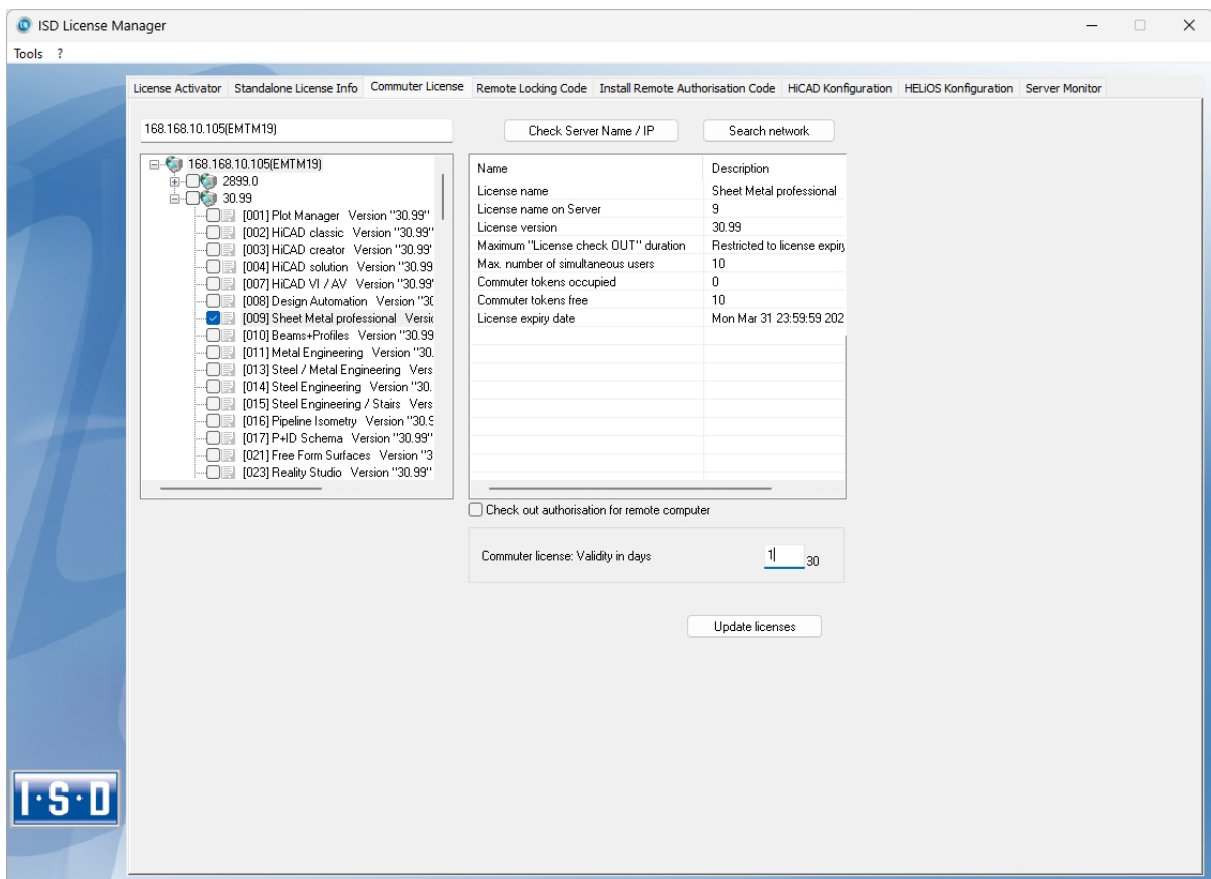 ISD License Manager
Tools ?
License Activator Standalone License Info Commuter License Remote Locking Code Install Remote Authorisation Code HiCAD Konfiguration HELiOS Konfiguration Server Monitor
168.168.10.105(EMTM19)
Check Server Name / IP
Search network
168.168.10.105(EMTM19)
2899.0
30.99
[001] Plot Manager Version "30.99"
[002] HiCAD classic Version "30.99"
[003] HiCAD creator Version "30.99'
[004] HiCAD solution Version "30.99
[007] HiCAD VI / AV Version "30.99'
[008] Design Automation Version "30
[009] Sheet Metal professional Versio
[010] Beams+Profiles Version "30.99
[011] Metal Engineering Version "30.
[013] Steel / Metal Engineering Vers
[014] Steel Engineering Version "30.
[015] Steel Engineering / Stairs Vers
[016] Pipeline Isometry Version "30.9
[017] P+ID Schema Version "30.99"
[021] Free Form Surfaces Version "3
[023] Reality Studio Version "30.99"
Name Description
License name Sheet Metal professional
License name on Server 9
License version 30.99
Maximum "License check OUT" duration Restricted to license expiry
Max. number of simultaneous users 10
Commuter tokens occupied 0
Commuter tokens free 10
License expiry date Mon Mar 31 23:59:59 202
Check out authorisation for remote computer
Commuter license: Validity in days 1 30
Update licenses
I·S·D